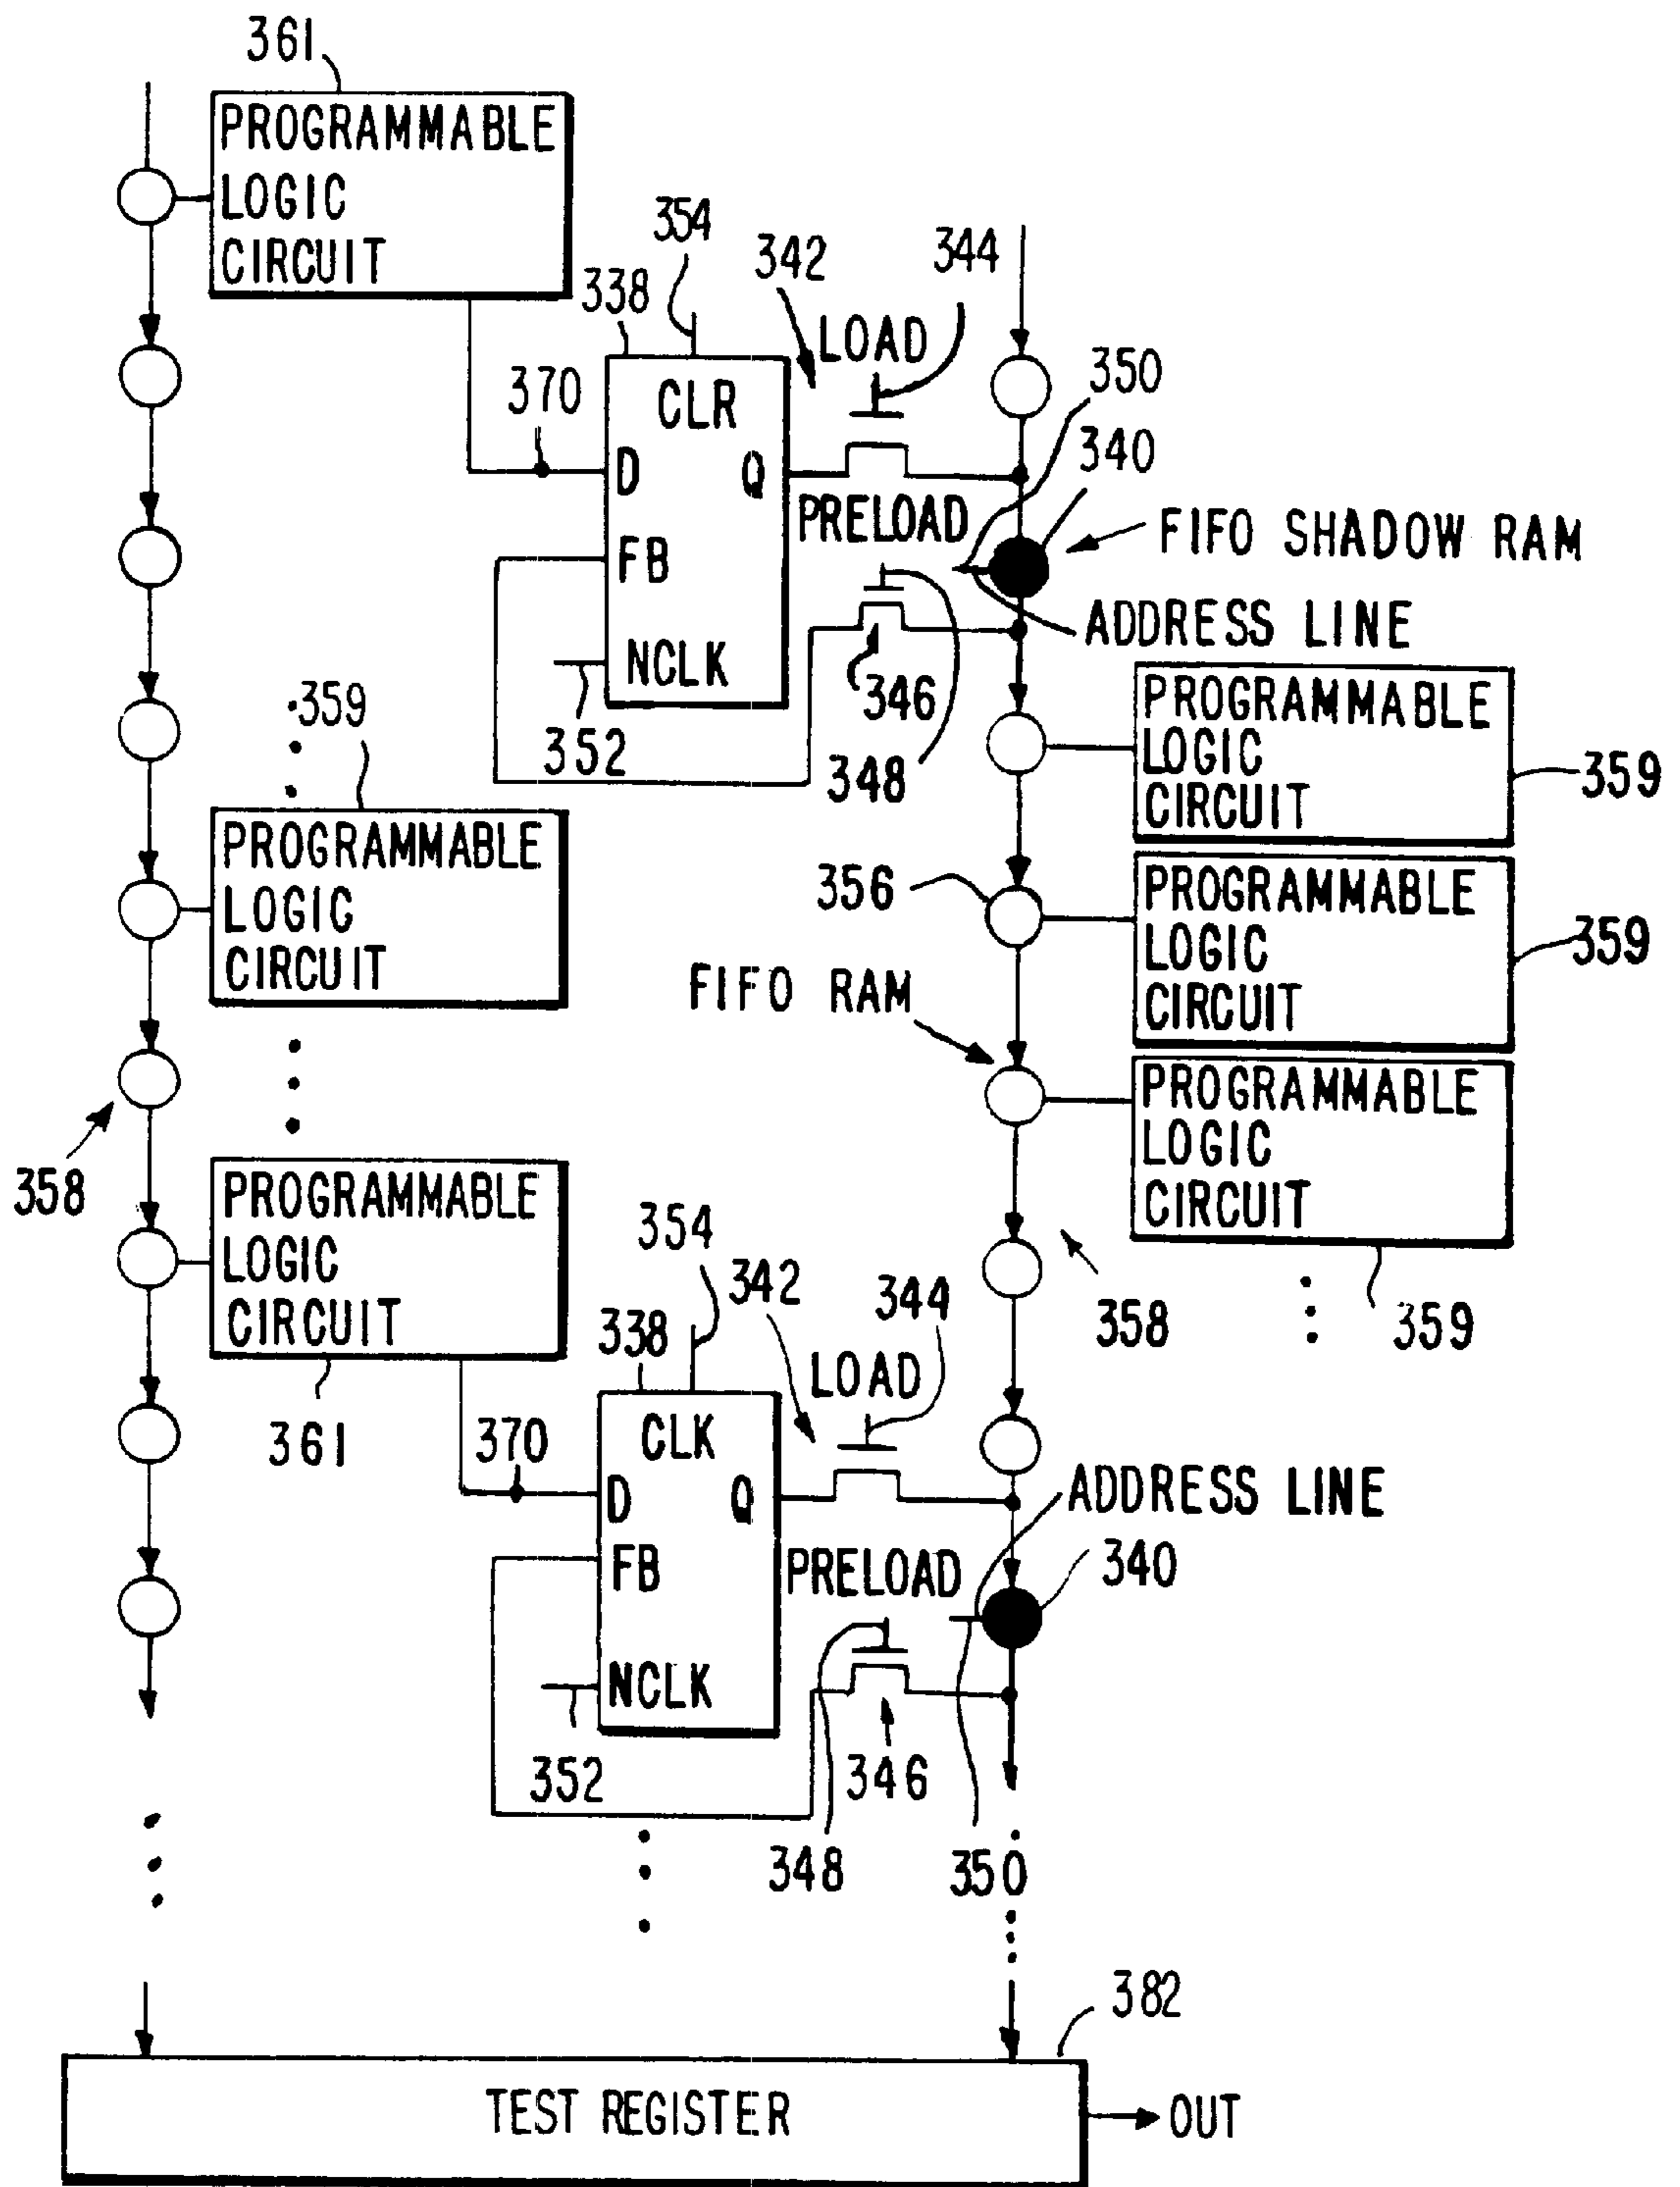 361
PROGRAMMABLE
LOGIC
CIRCUIT
354
342
344
338
LOAD
350
370
CLR
340
D
Q
PRELOAD
FIFO SHADOW RAM
FB
ADDRESS LINE
NCLK
346
352
348
359
PROGRAMMABLE
LOGIC
CIRCUIT
359
PROGRAMMABLE
LOGIC
CIRCUIT
356
PROGRAMMABLE
LOGIC
CIRCUIT
359
FIFO RAM
PROGRAMMABLE
LOGIC
CIRCUIT
358
359
358
PROGRAMMABLE
LOGIC
CIRCUIT
361
354
342
344
338
LOAD
370
CLK
D
Q
ADDRESS LINE
FB
PRELOAD
340
NCLK
352
346
348
350
382
TEST REGISTER
OUT